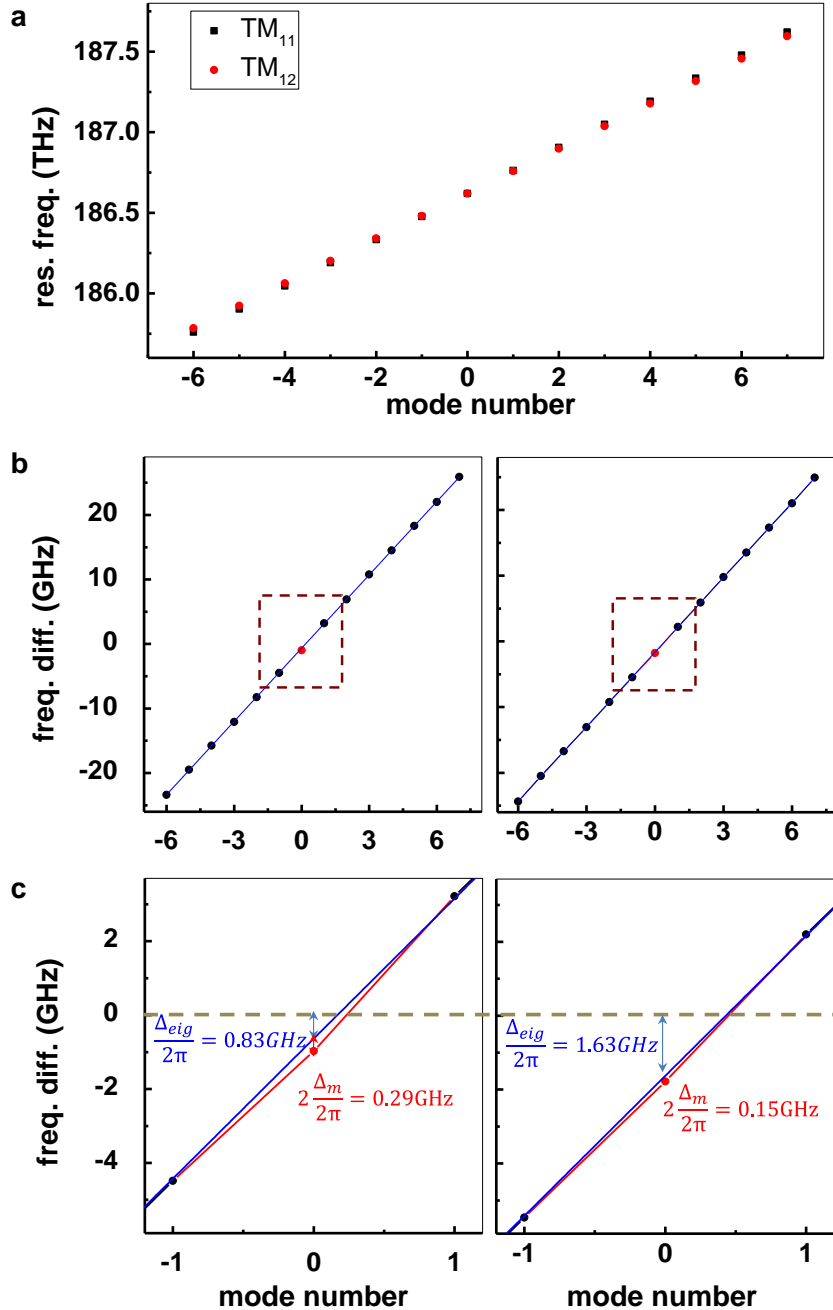 a
TM11
TM12
187.5
187.0
186.5
186.0
res. freq. (THz)
-6 -4 -2 0 2 4 6
mode number
b
20
10
0
-10
-20
freq. diff. (GHz)
-6 -3 0 3 6
-6 -3 0 3 6
c
2
0
-2
-4
freq. diff. (GHz)
Δeig/2π = 0.83GHz
2 Δm/2π = 0.29GHz
Δeig/2π = 1.63GHz
2 Δm/2π = 0.15GHz
-1 0 1
-1 0 1
mode number
mode number